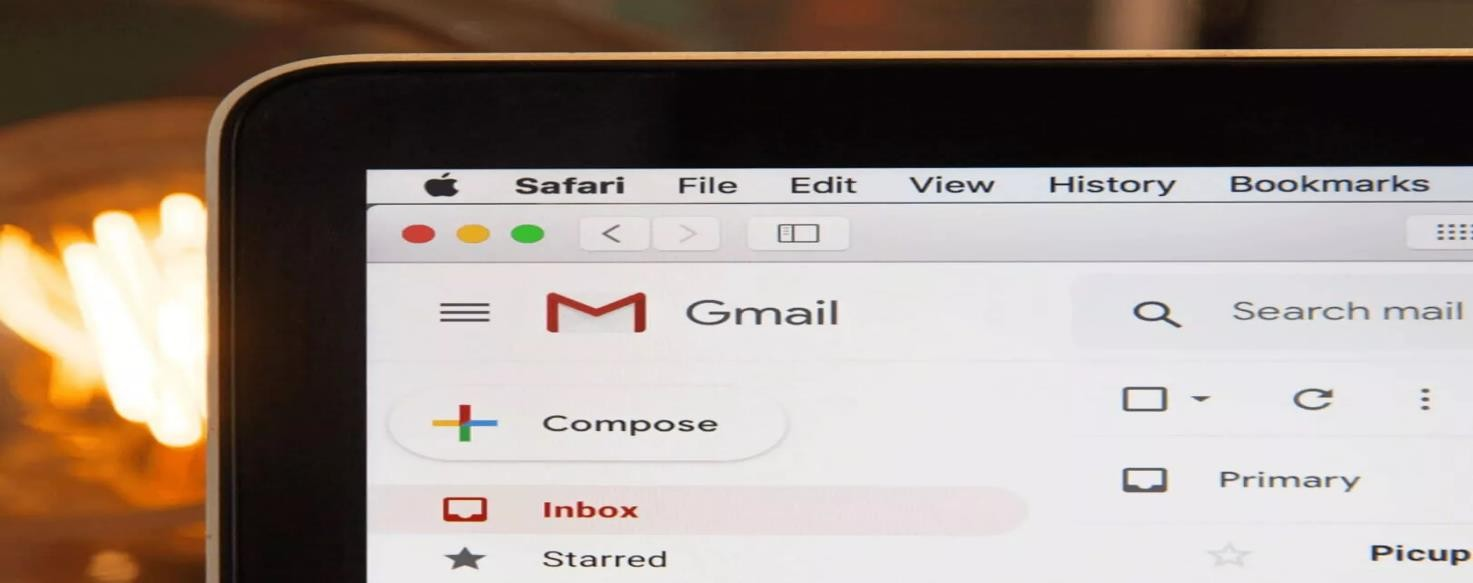 Safari File Edit View History Bookmarks
Gmail Search mail
Compose
Primary
Inbox
Starred
Picup